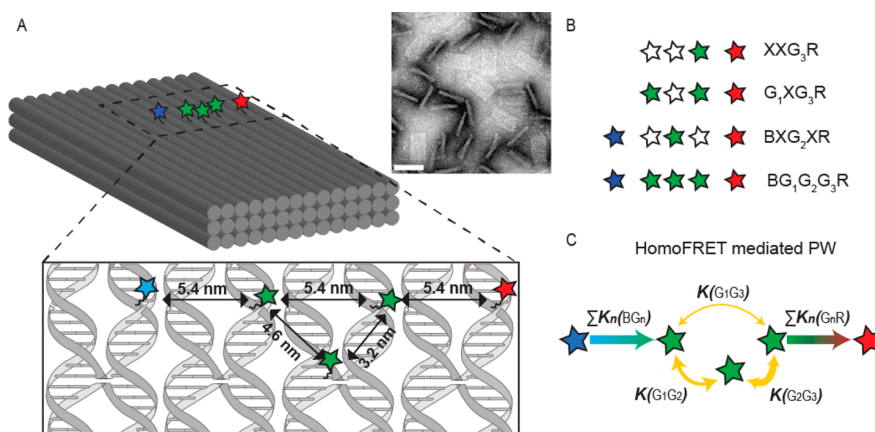 A
B
XXG₃R
G₁XG₃R
BXG₂XR
BG₁G₂G₃R
5.4 nm
5.4 nm
5.4 nm
4.6 nm
3.2 nm
C
HomoFRET mediated PW
K(G1G3)
∑Kn(BGn)
∑Kn(GnR)
K(G1G2)
K(G2G3)